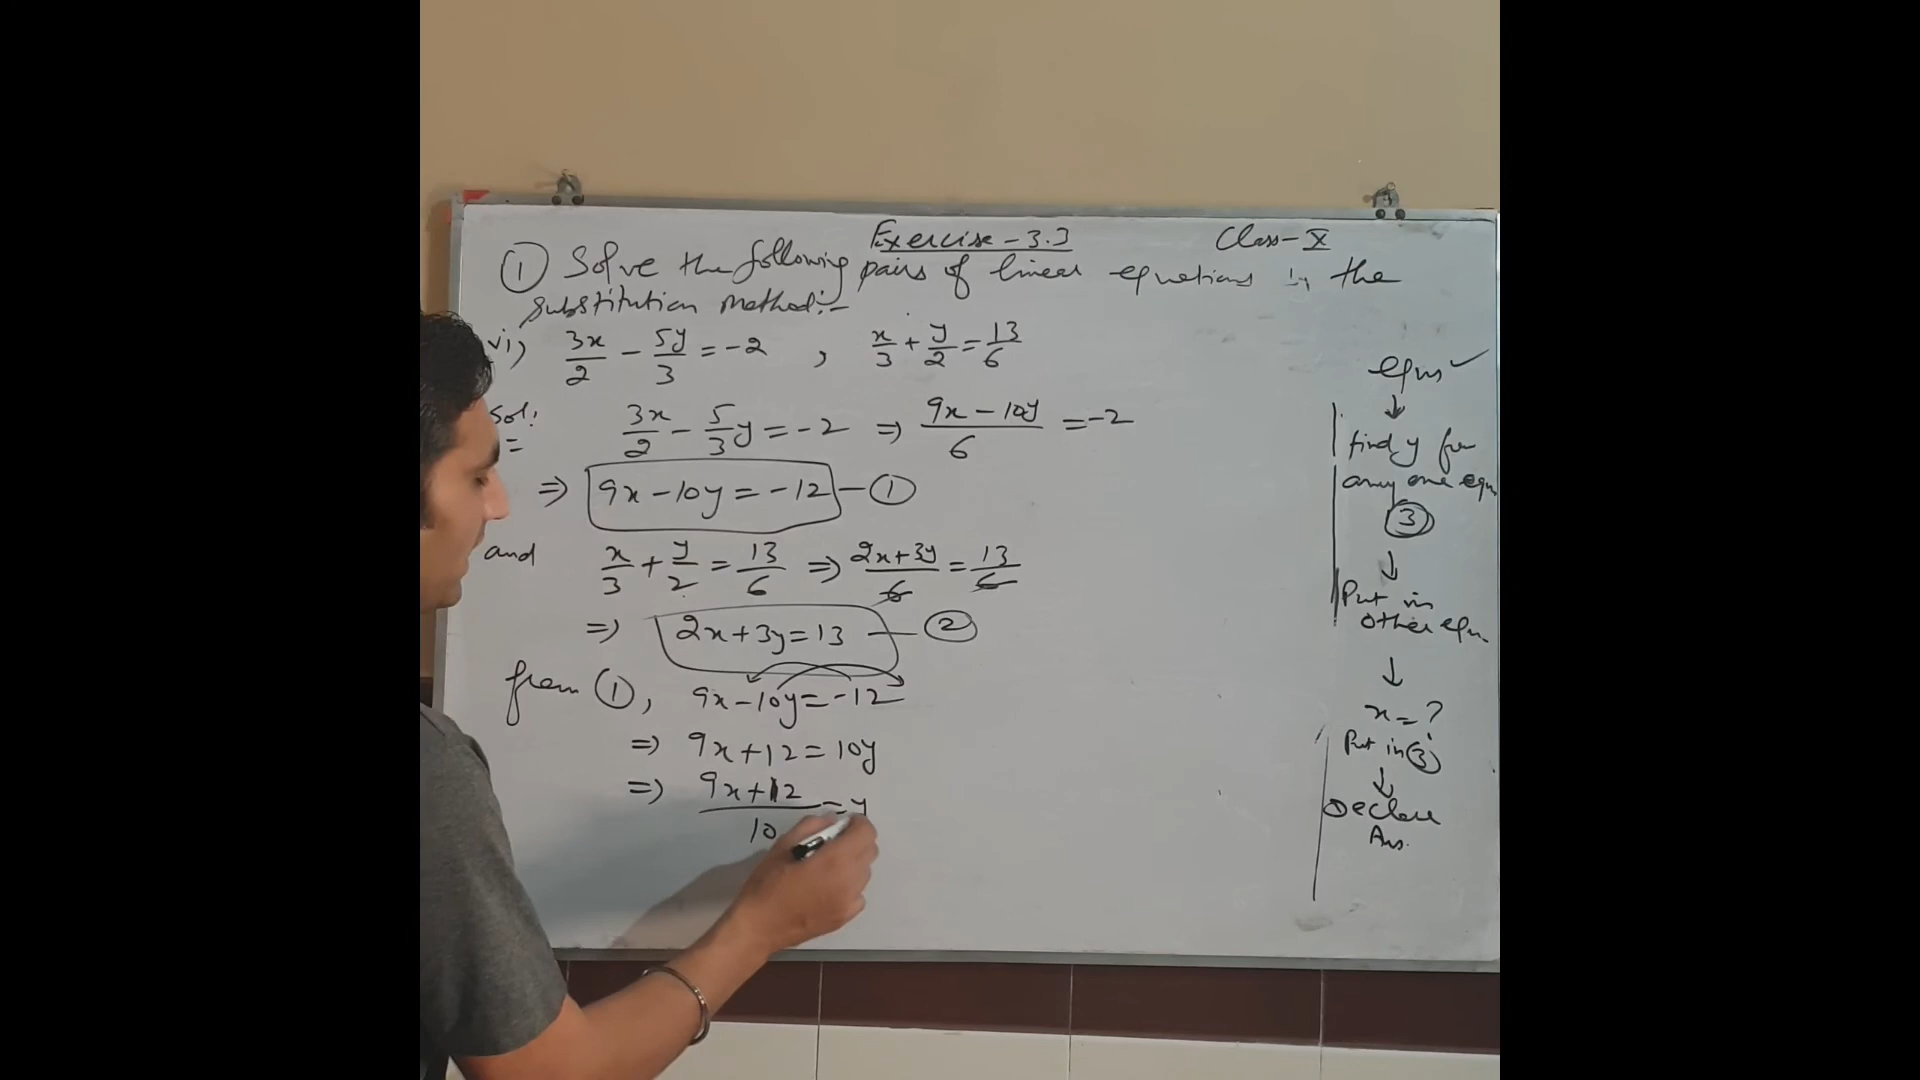 Exercise-3.3
Class-X
① Solve the following pairs of linear equations by the
substitution method:-
vi) 3x/2 - 5y/3 = -2 , x/3 + y/2 = 13/6
Sol: 3x/2 - 5/3 y = -2 ⇒ (9x - 10y)/6 = -2
⇒ 9x - 10y = -12 — ①
and x/3 + y/2 = 13/6 ⇒ (2x+3y)/6 = 13/6
⇒ 2x+3y=13 — ②
from ①, 9x-10y=-12
⇒ 9x+12=10y
⇒ (9x+12)/10 = y
eqns ✓
↓
find y from
any one eqn
③
↓
Put in
other eqn.
↓
x=?
Put in ③
↓
Declare
Ans.